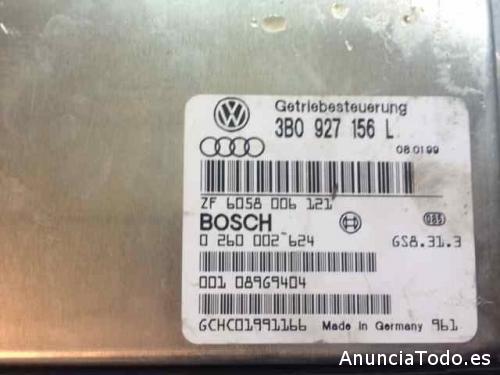 Getriebesteuerung
3B0 927 156 L
08.01.99
ZF 6058 006 121
BOSCH
085
0 260 002 624
GS8.31.3
001 08969404
GCHC01991166 Made in Germany 961
AnunciaTodo.es